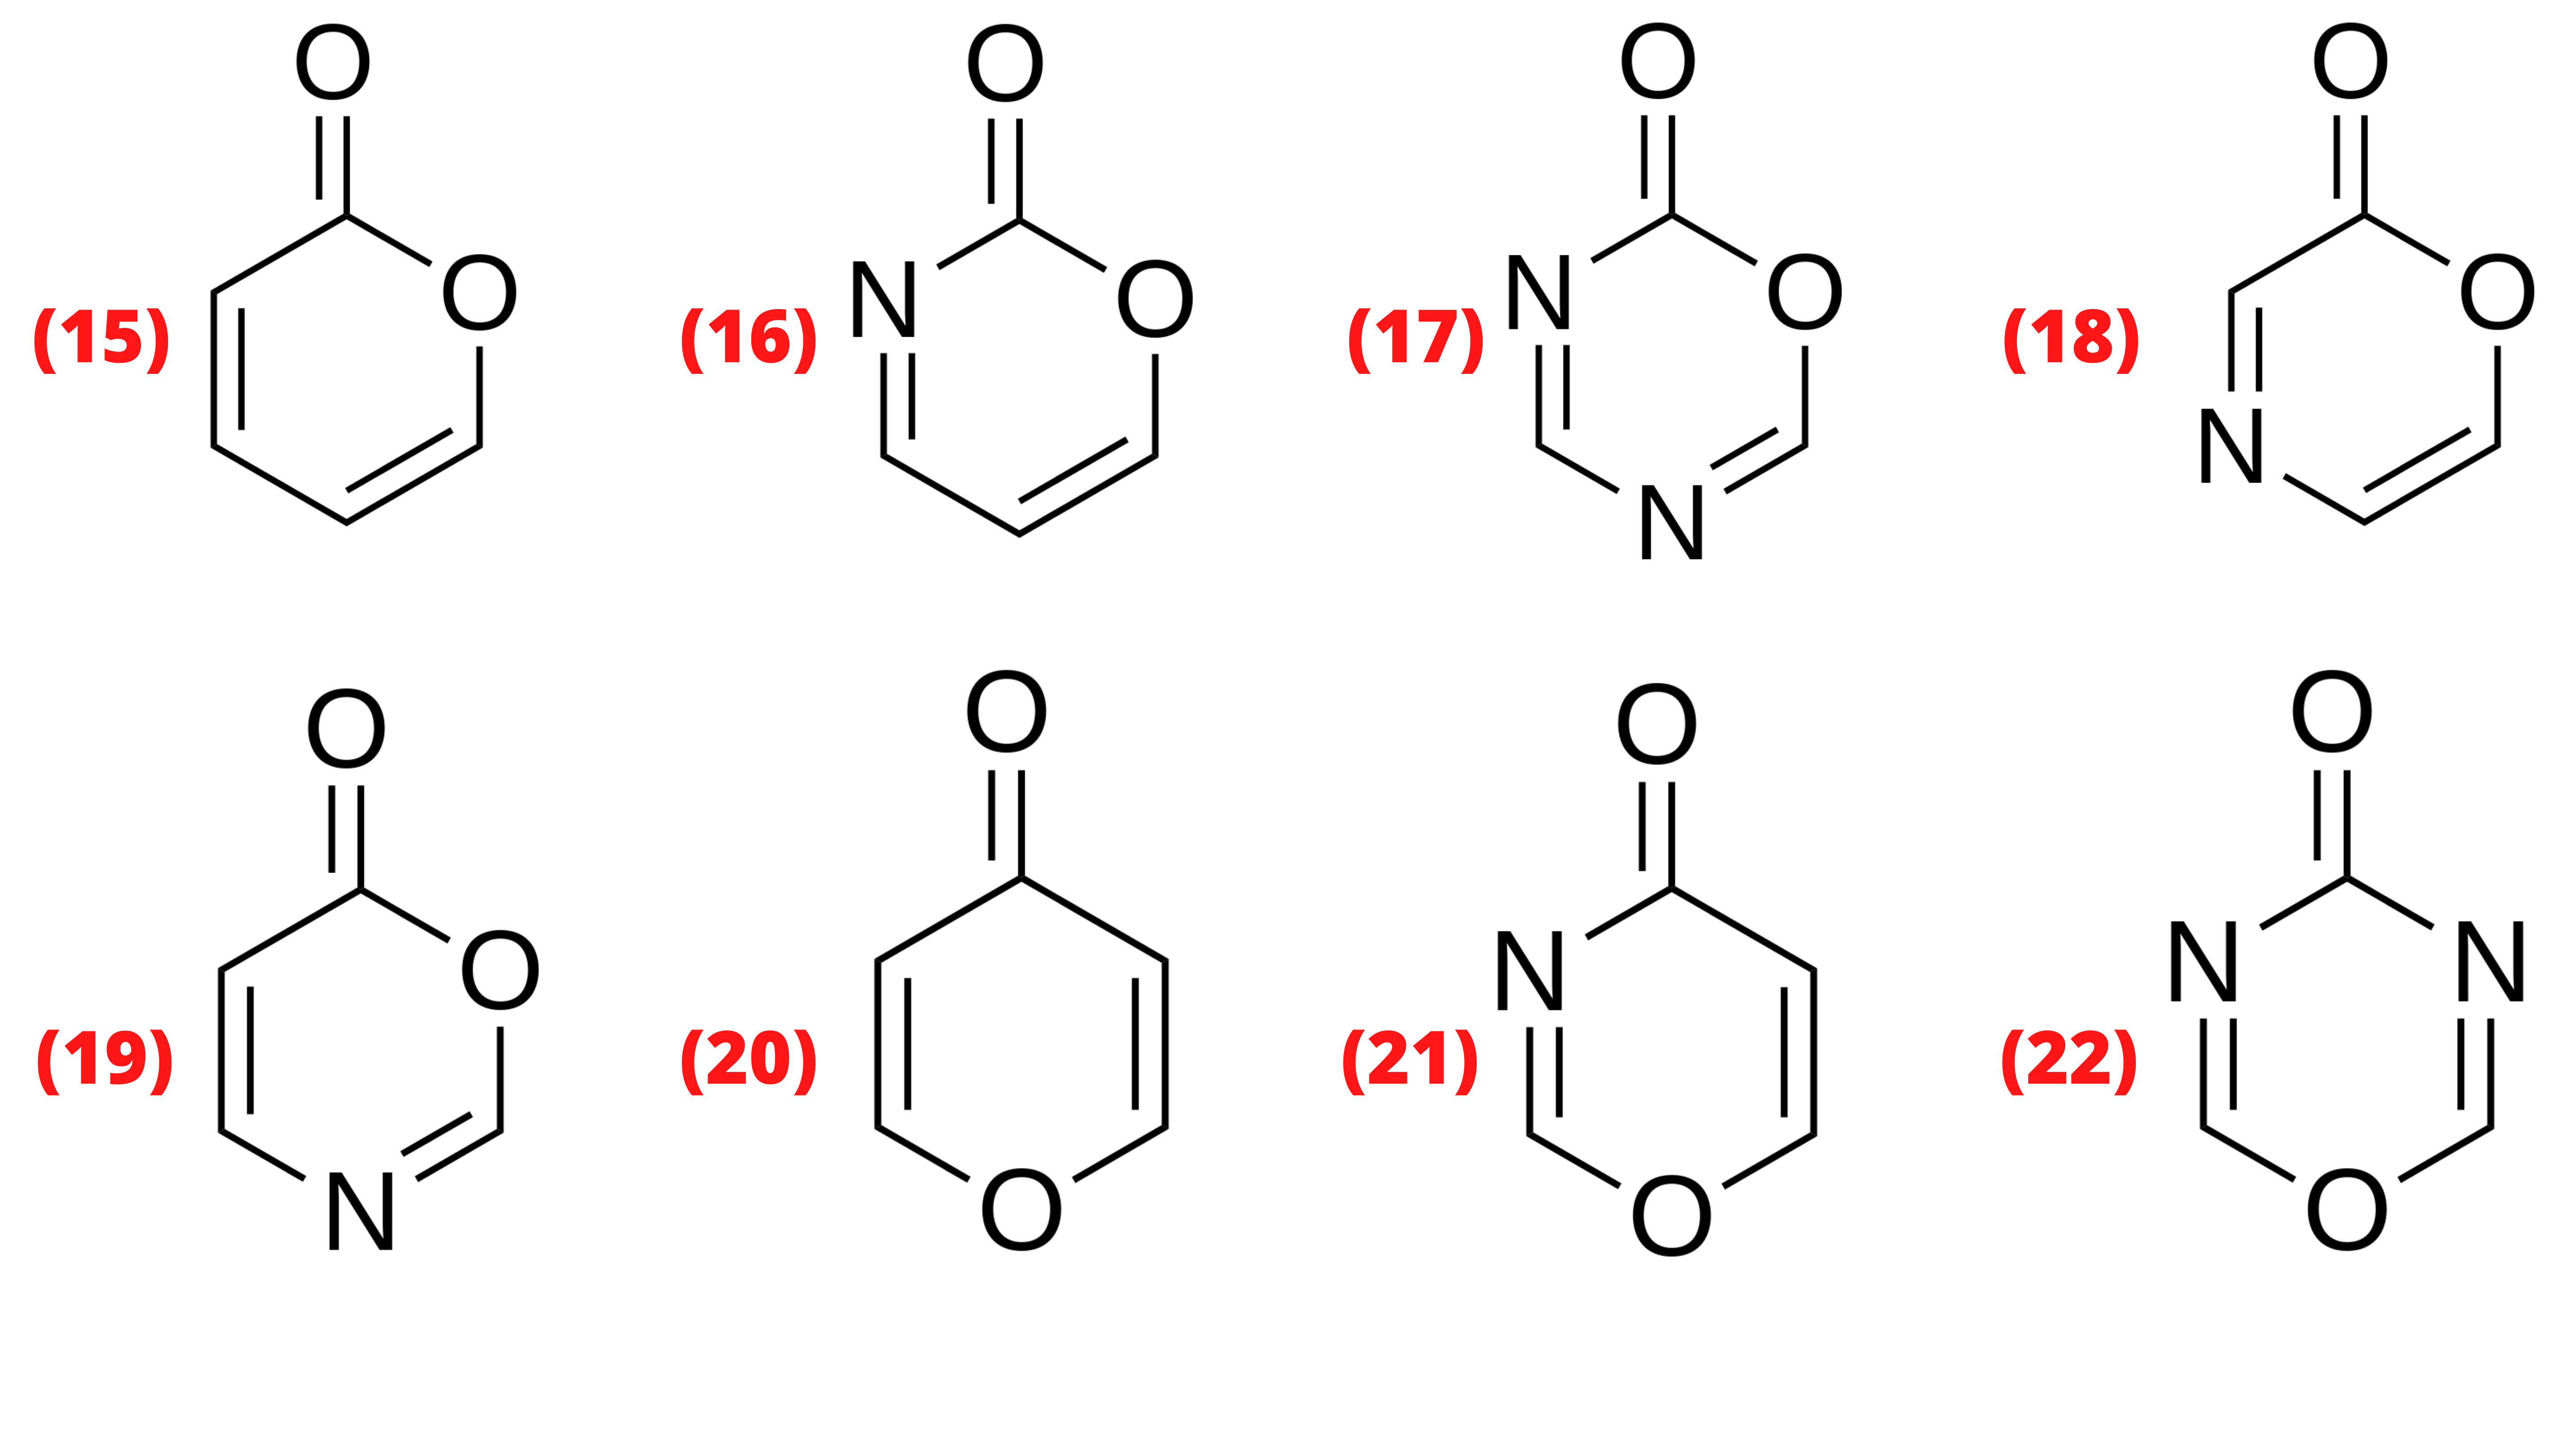 O O O O
O N O N O O
(15) (16) (17) (18)
N
N
O O O O
N N N
O
(19) (20) (21) (22)
N O O O